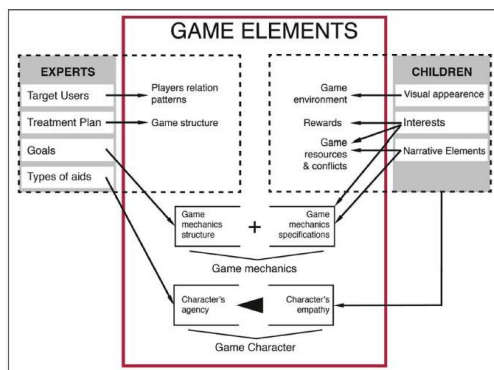 GAME ELEMENTS
EXPERTS
Target Users
Treatment Plan
Goals
Types of aids
Players relation
patterns
Game structure
Game
environment
Rewards
Game
resources
& conflicts
CHILDREN
Visual appearence
Interests
Narrative Elements
Game
mechanics
structure
+
Game
mechanics
specifications
Game mechanics
Character's
agency
Character's
empathy
Game Character